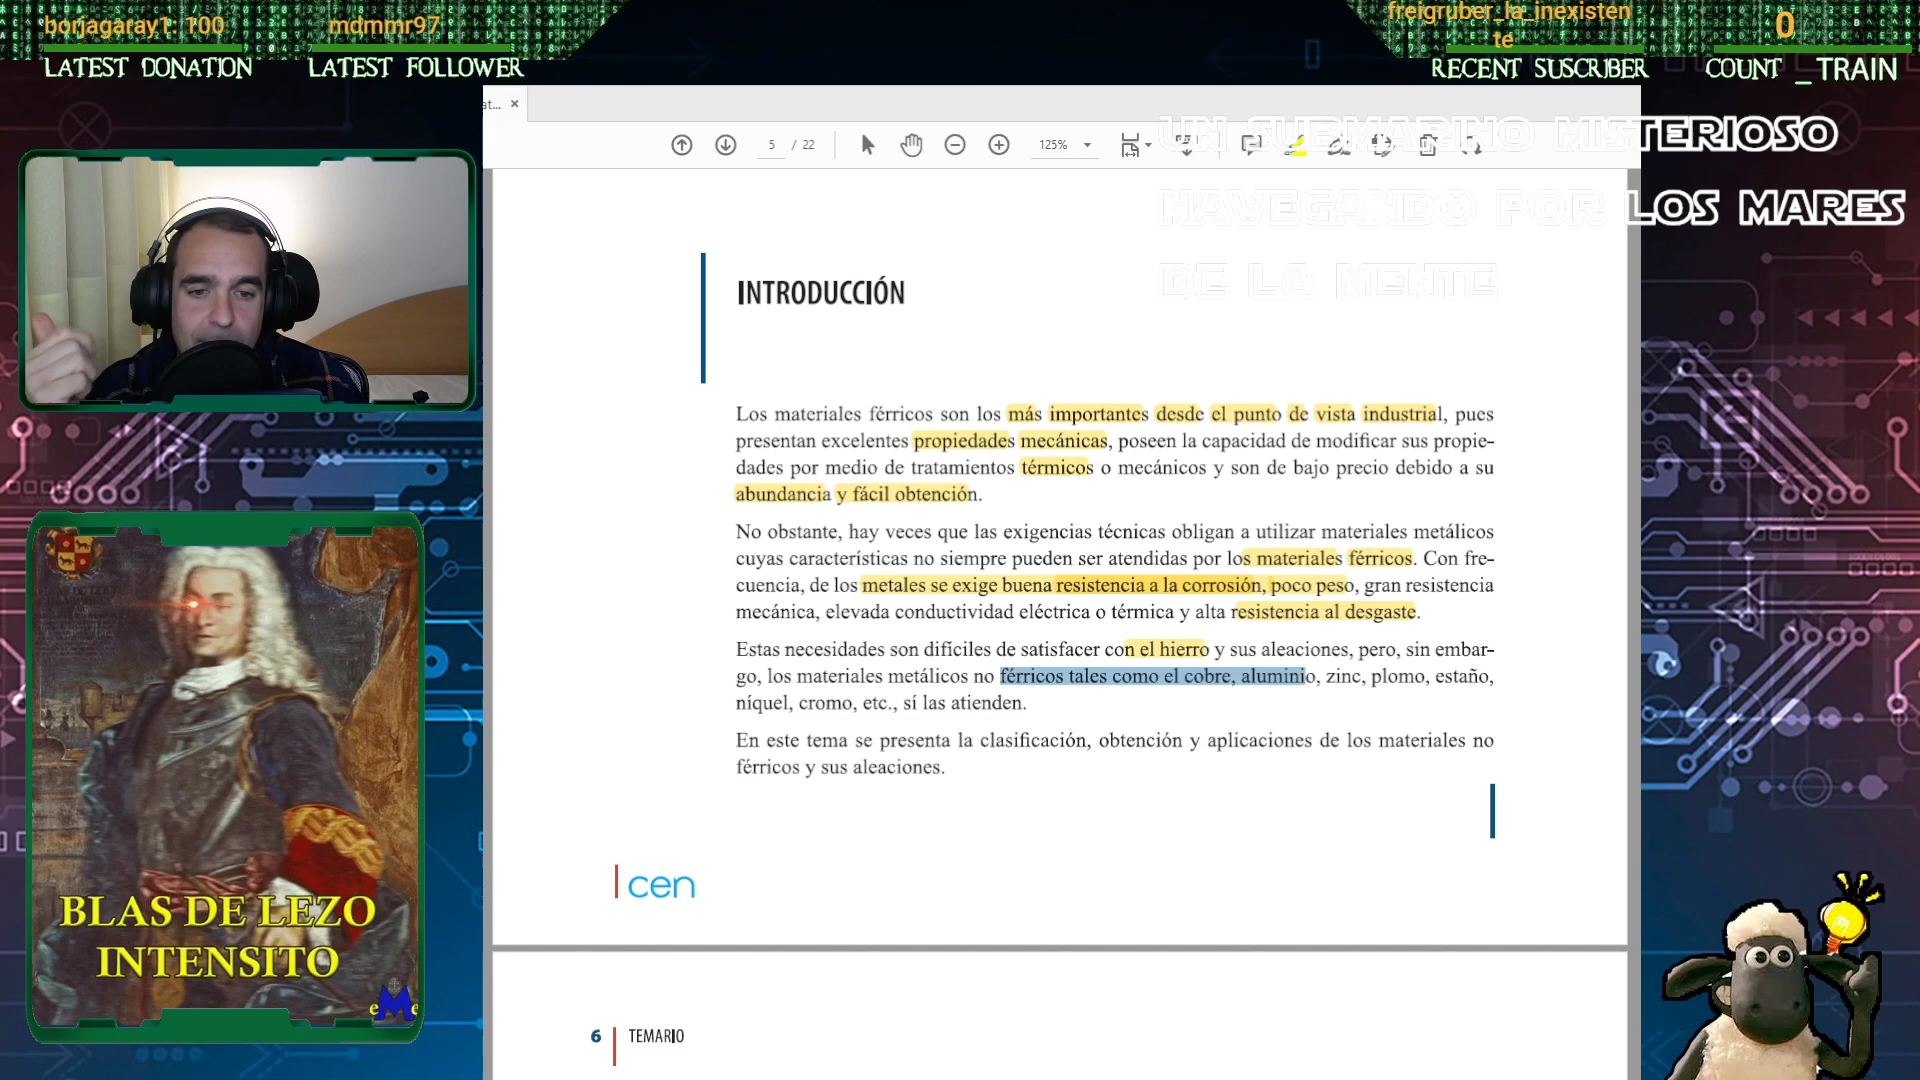 borjagaray1: 100
mdmmr97
freigruber_la_inexisten
te
0
LATEST DONATION
LATEST FOLLOWER
RECENT SUSCRIBER
COUNT _TRAIN
at... ×
5 / 22
125%
UN SUBMARINO MISTERIOSO
NAVEGANDO POR LOS MARES
DE LA MENTE
INTRODUCCIÓN
Los materiales férricos son los más importantes desde el punto de vista industrial, pues
presentan excelentes propiedades mecánicas, poseen la capacidad de modificar sus propie-
dades por medio de tratamientos térmicos o mecánicos y son de bajo precio debido a su
abundancia y fácil obtención.
No obstante, hay veces que las exigencias técnicas obligan a utilizar materiales metálicos
cuyas características no siempre pueden ser atendidas por los materiales férricos. Con fre-
cuencia, de los metales se exige buena resistencia a la corrosión, poco peso, gran resistencia
mecánica, elevada conductividad eléctrica o térmica y alta resistencia al desgaste.
Estas necesidades son difíciles de satisfacer con el hierro y sus aleaciones, pero, sin embar-
go, los materiales metálicos no férricos tales como el cobre, aluminio, zinc, plomo, estaño,
níquel, cromo, etc., sí las atienden.
En este tema se presenta la clasificación, obtención y aplicaciones de los materiales no
férricos y sus aleaciones.
cen
BLAS DE LEZO
INTENSITO
eMe
6 TEMARIO